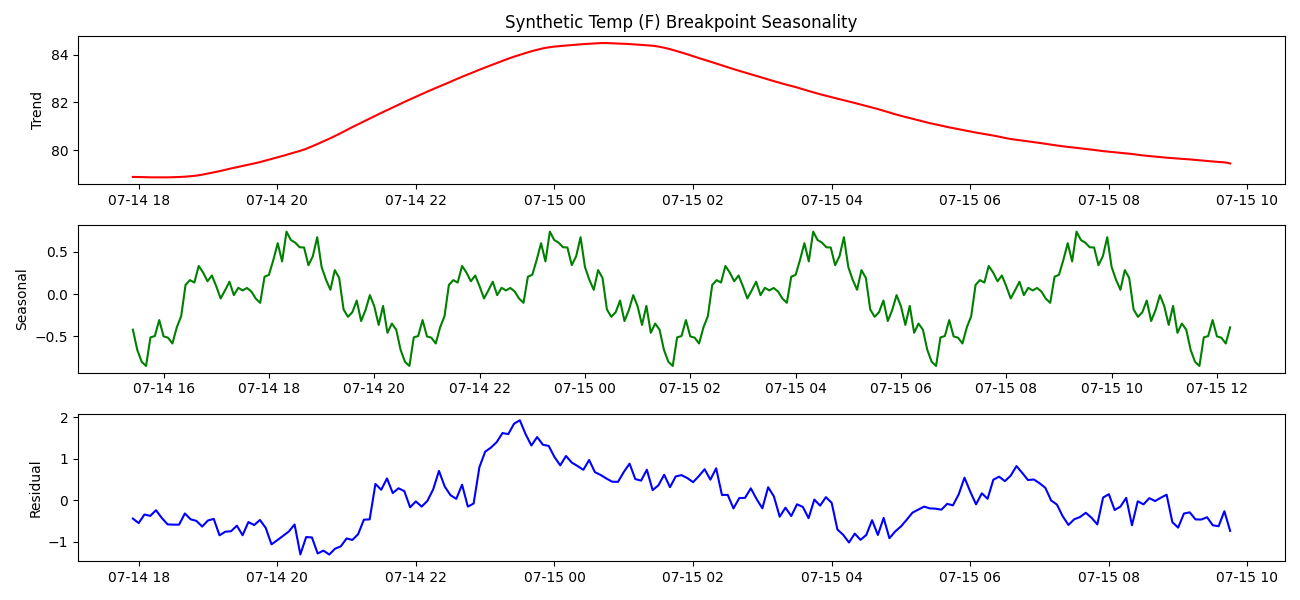 Synthetic Temp (F) Breakpoint Seasonality
Trend
84
82
80
07-14 18 07-14 20 07-14 22 07-15 00 07-15 02 07-15 04 07-15 06 07-15 08 07-15 10
Seasonal
0.5
0.0
−0.5
07-14 16 07-14 18 07-14 20 07-14 22 07-15 00 07-15 02 07-15 04 07-15 06 07-15 08 07-15 10 07-15 12
Residual
2
1
0
−1
07-14 18 07-14 20 07-14 22 07-15 00 07-15 02 07-15 04 07-15 06 07-15 08 07-15 10